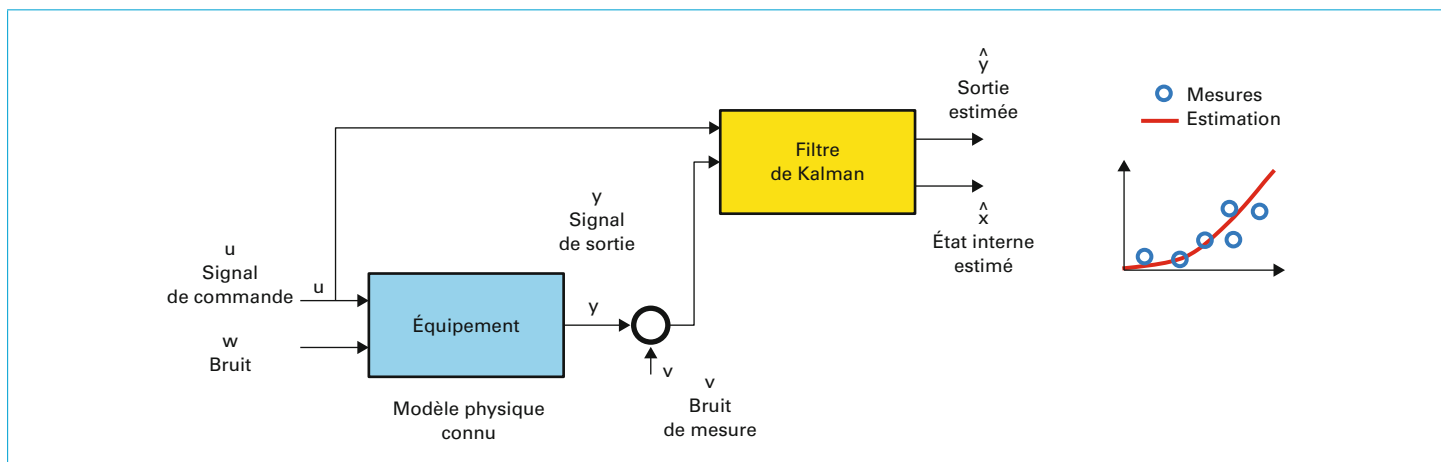 ŷ
Sortie
estimée
Mesures
Estimation
Filtre
de Kalman
y
Signal
de sortie
x̂
État interne
estimé
u
Signal
de commande
u
Équipement
y
w
Bruit
v
v
Bruit
de mesure
Modèle physique
connu